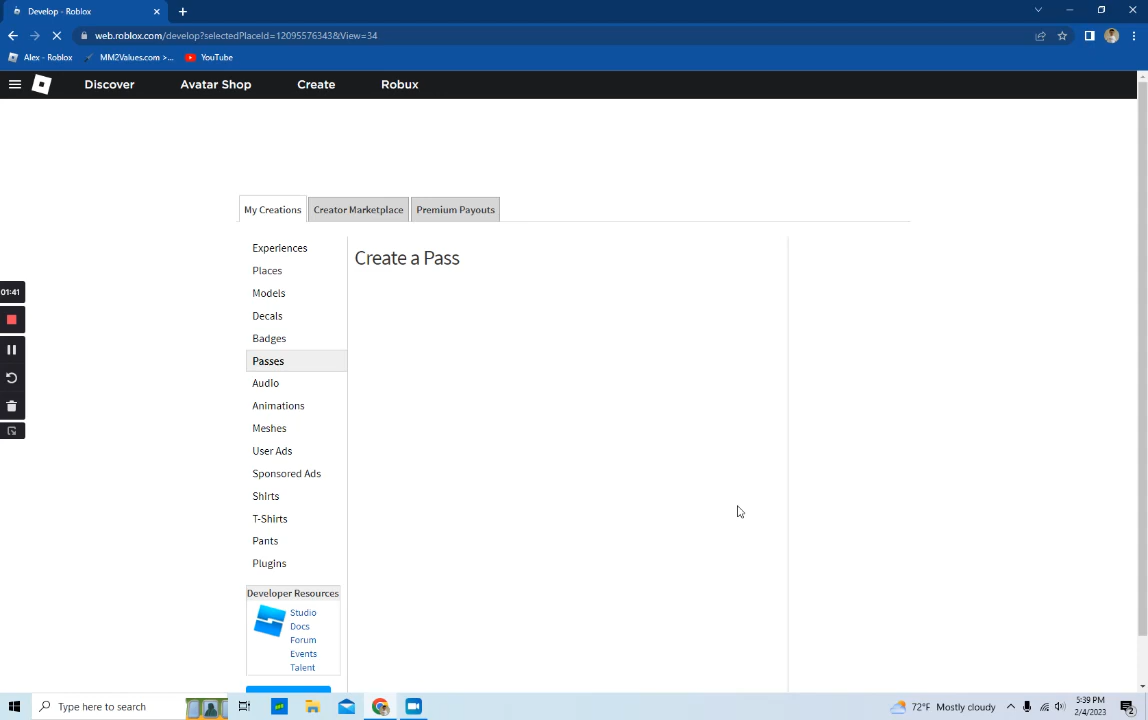 Develop - Roblox
web.roblox.com/develop?selectedPlaceId=12095576343&View=34
Alex - Roblox
MM2Values.com >...
YouTube
Discover
Avatar Shop
Create
Robux
My Creations
Creator Marketplace
Premium Payouts
Experiences
Create a Pass
Places
Models
01:41
Decals
Badges
Passes
Audio
Animations
Meshes
User Ads
Sponsored Ads
Shirts
T-Shirts
Pants
Plugins
Developer Resources
Studio
Docs
Forum
Events
Talent
Type here to search
72°F Mostly cloudy
5:39 PM
2/4/2023
2